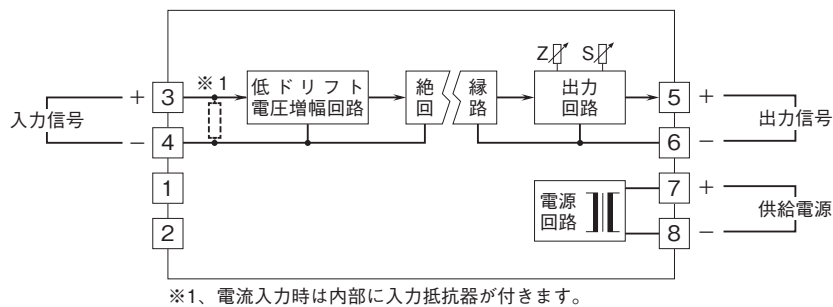 Z S
※1
低ドリフト
電圧増幅回路
絶 縁
回 路
出力
回路
+ 3
入力信号
− 4
1
2
5 +
出力信号
6 −
電源
回路
7 +
供給電源
8 −
※1、電流入力時は内部に入力抵抗器が付きます。